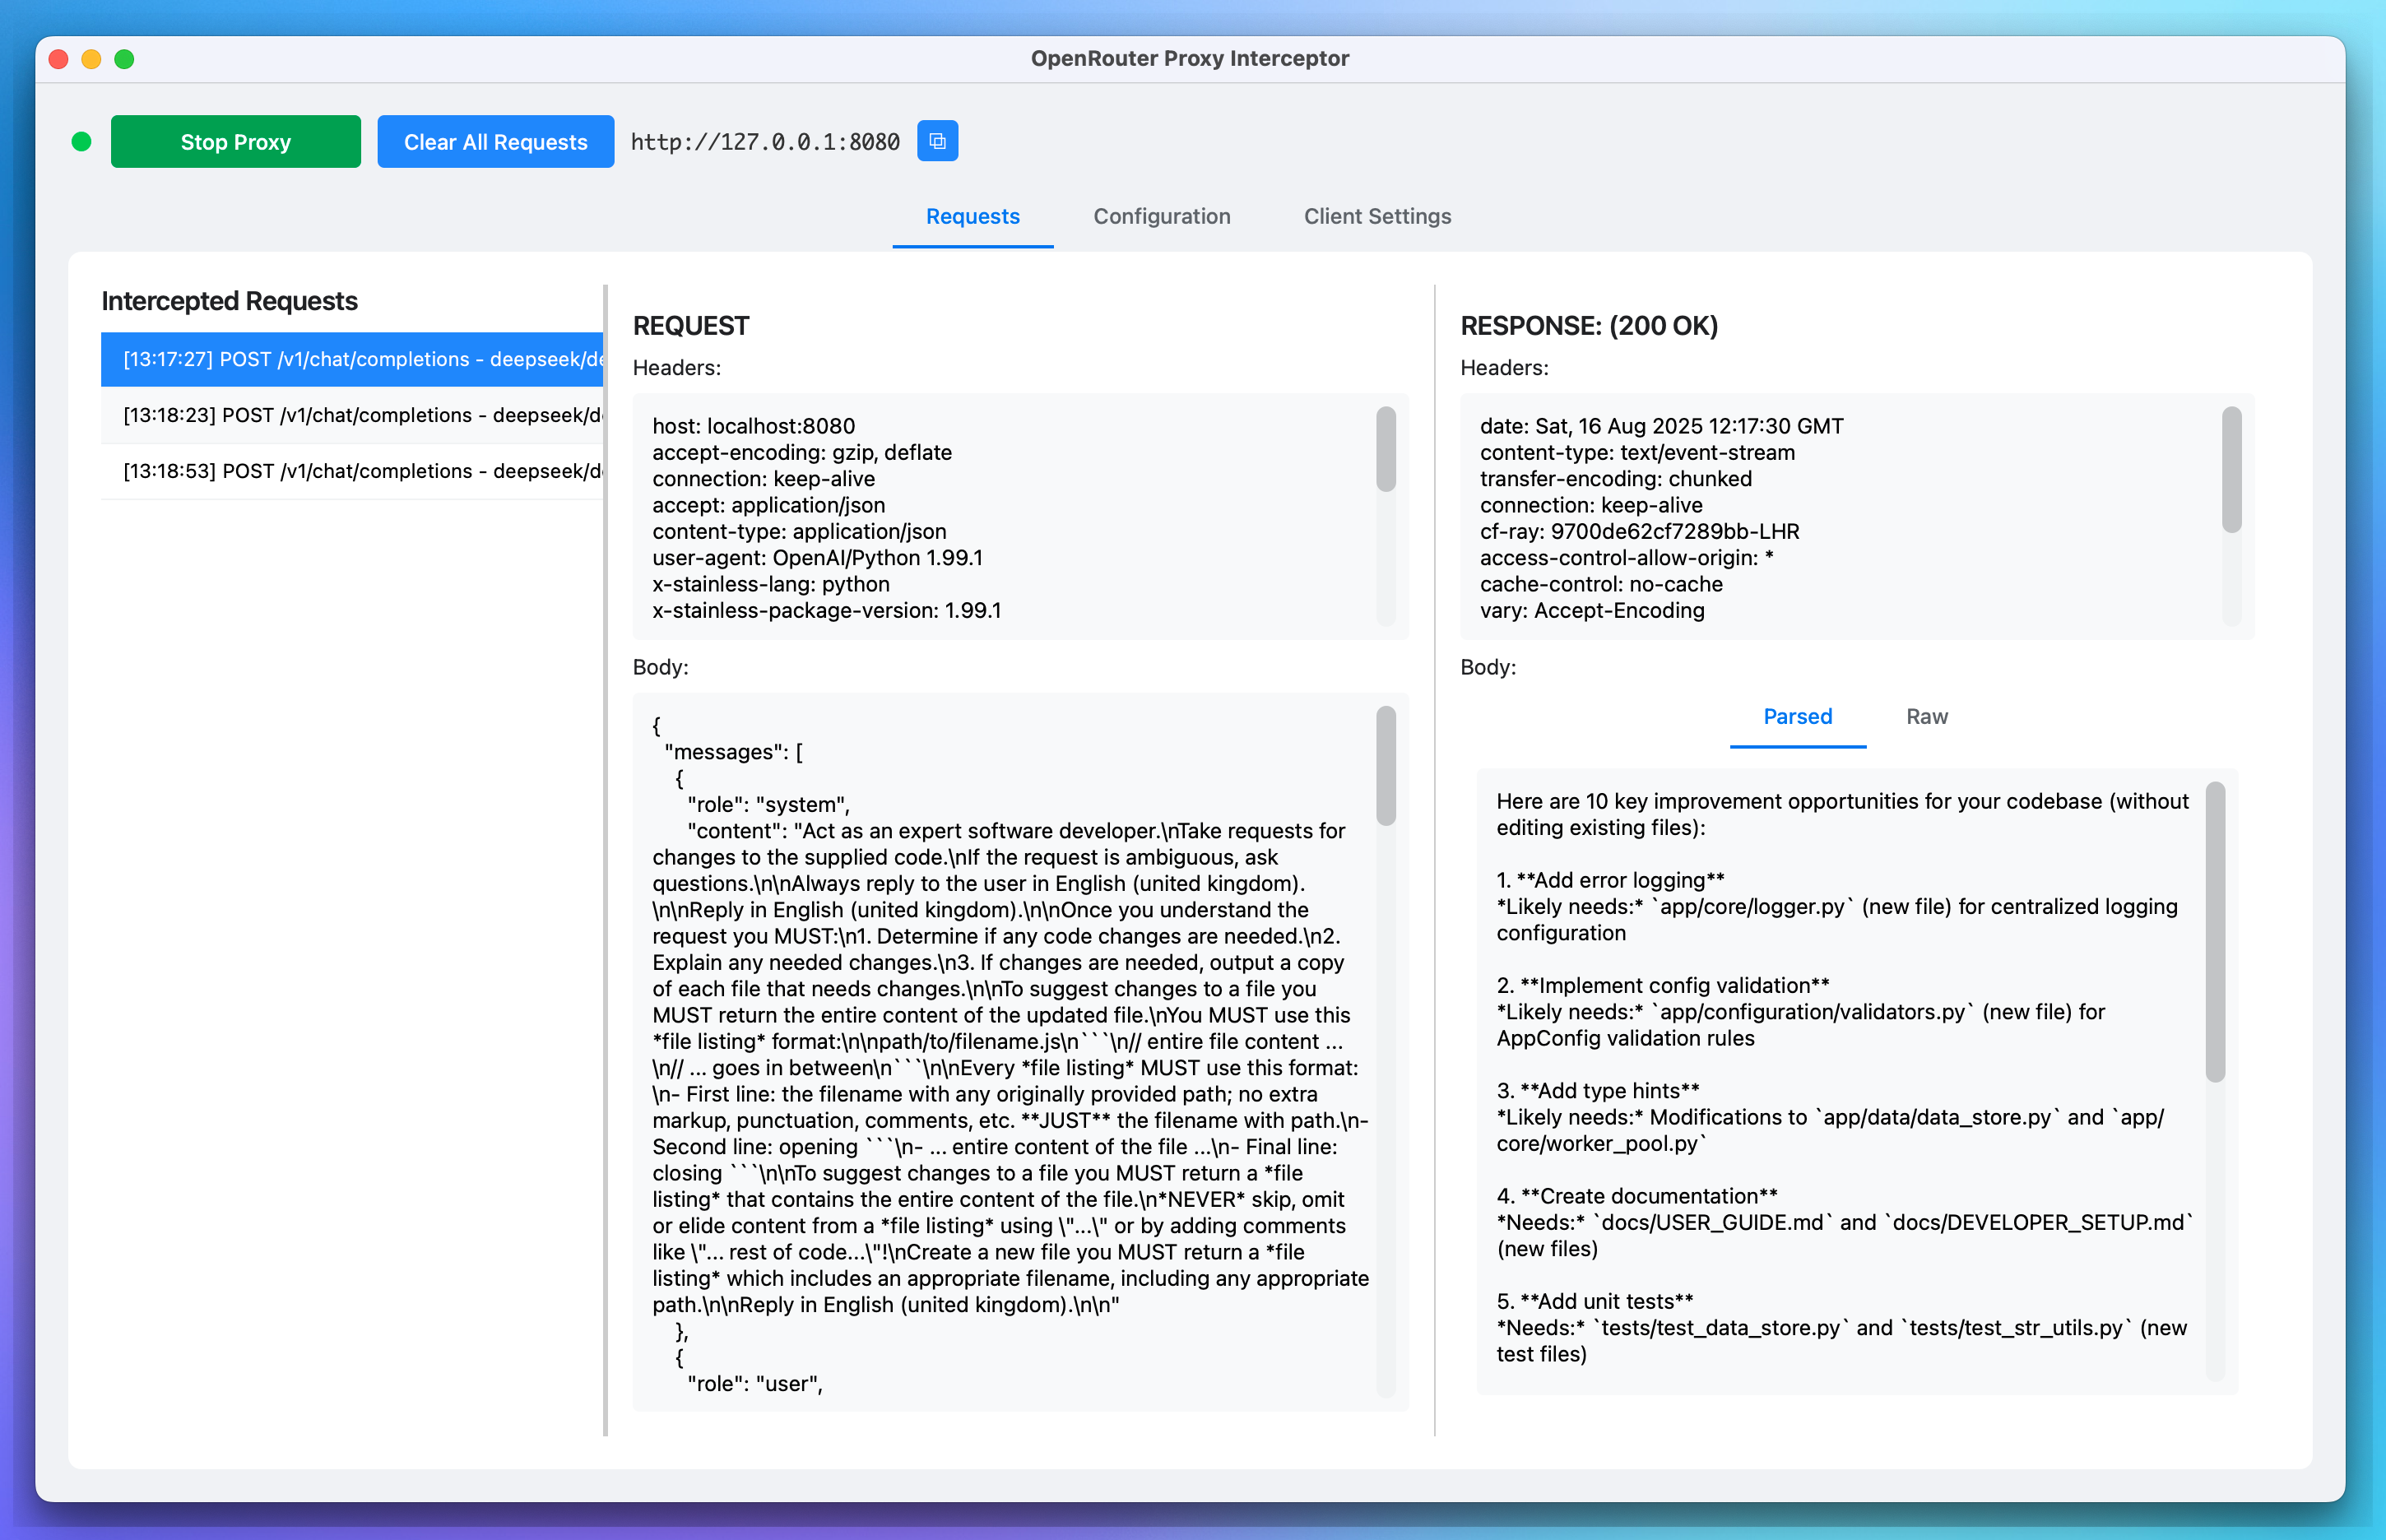 OpenRouter Proxy Interceptor
Stop Proxy
Clear All Requests
http://127.0.0.1:8080
Requests
Configuration
Client Settings
Intercepted Requests
[13:17:27] POST /v1/chat/completions - deepseek/de
[13:18:23] POST /v1/chat/completions - deepseek/d
[13:18:53] POST /v1/chat/completions - deepseek/d
REQUEST
Headers:
host: localhost:8080
accept-encoding: gzip, deflate
connection: keep-alive
accept: application/json
content-type: application/json
user-agent: OpenAI/Python 1.99.1
x-stainless-lang: python
x-stainless-package-version: 1.99.1
Body:
{
"messages": [
{
"role": "system",
"content": "Act as an expert software developer.\nTake requests for
changes to the supplied code.\nIf the request is ambiguous, ask
questions.\n\nAlways reply to the user in English (united kingdom).
\n\nReply in English (united kingdom).\n\nOnce you understand the
request you MUST:\n1. Determine if any code changes are needed.\n2.
Explain any needed changes.\n3. If changes are needed, output a copy
of each file that needs changes.\n\nTo suggest changes to a file you
MUST return the entire content of the updated file.\nYou MUST use this
*file listing* format:\n\npath/to/filename.js\n```\n// entire file content ...
\n// ... goes in between\n```\n\nEvery *file listing* MUST use this format:
\n- First line: the filename with any originally provided path; no extra
markup, punctuation, comments, etc. **JUST** the filename with path.\n-
Second line: opening ```\n- ... entire content of the file ...\n- Final line:
closing ```\n\nTo suggest changes to a file you MUST return a *file
listing* that contains the entire content of the file.\n*NEVER* skip, omit
or elide content from a *file listing* using \"...\" or by adding comments
like \"... rest of code...\"!\nCreate a new file you MUST return a *file
listing* which includes an appropriate filename, including any appropriate
path.\n\nReply in English (united kingdom).\n\n"
},
{
"role": "user",
RESPONSE: (200 OK)
Headers:
date: Sat, 16 Aug 2025 12:17:30 GMT
content-type: text/event-stream
transfer-encoding: chunked
connection: keep-alive
cf-ray: 9700de62cf7289bb-LHR
access-control-allow-origin: *
cache-control: no-cache
vary: Accept-Encoding
Body:
Parsed
Raw
Here are 10 key improvement opportunities for your codebase (without
editing existing files):
1. **Add error logging**
*Likely needs:* `app/core/logger.py` (new file) for centralized logging
configuration
2. **Implement config validation**
*Likely needs:* `app/configuration/validators.py` (new file) for
AppConfig validation rules
3. **Add type hints**
*Likely needs:* Modifications to `app/data/data_store.py` and `app/
core/worker_pool.py`
4. **Create documentation**
*Needs:* `docs/USER_GUIDE.md` and `docs/DEVELOPER_SETUP.md`
(new files)
5. **Add unit tests**
*Needs:* `tests/test_data_store.py` and `tests/test_str_utils.py` (new
test files)